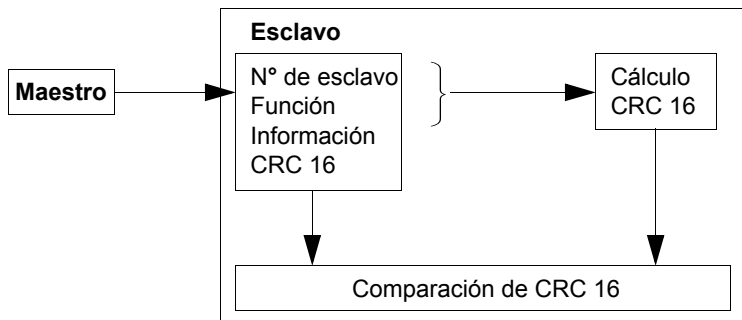 Esclavo
Maestro
N° de esclavo
Función
Información
CRC 16
Cálculo
CRC 16
Comparación de CRC 16